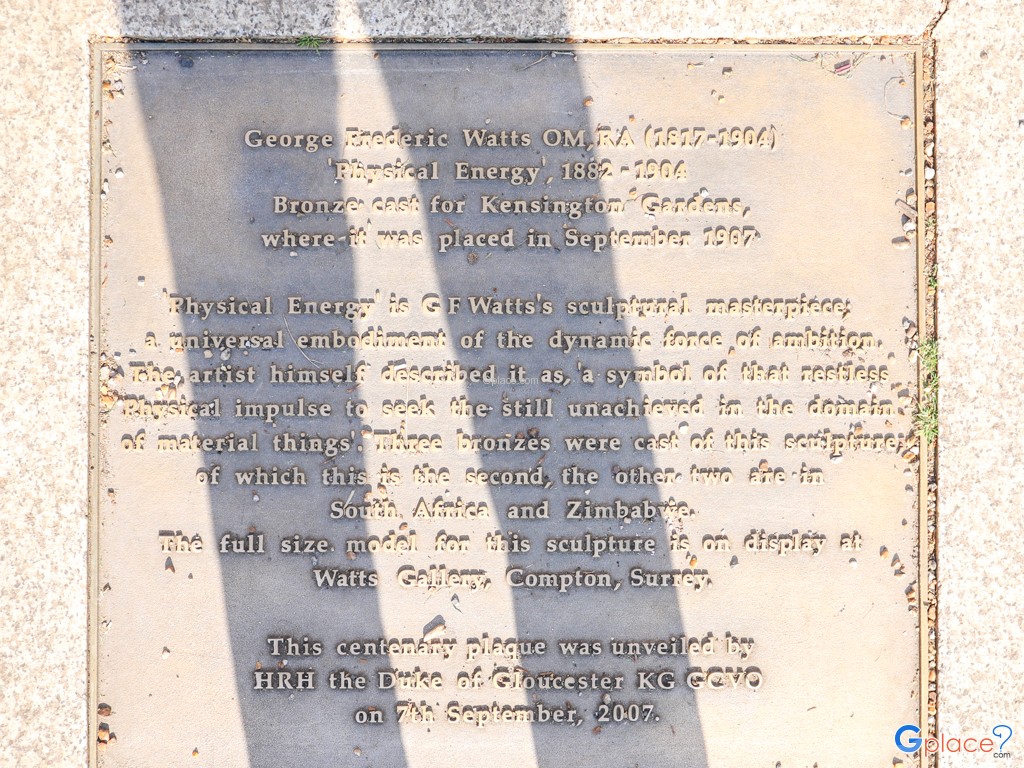 George Frederic Watts OM, RA (1817-1904)
'Physical Energy', 1882 - 1904
Bronze cast for Kensington Gardens,
where it was placed in September 1907
'Physical Energy' is G F Watts's sculptural masterpiece;
a universal embodiment of the dynamic force of ambition.
The artist himself described it as, 'a symbol of that restless
Physical impulse to seek the still unachieved in the domain
of material things'. Three bronzes were cast of this sculpture,
of which this is the second, the other two are in
South Africa and Zimbabwe.
The full size model for this sculpture is on display at
Watts Gallery, Compton, Surrey.
This centenary plaque was unveiled by
HRH the Duke of Gloucester KG GCVO
on 7th September, 2007.
Gplace.com
Gplace.com